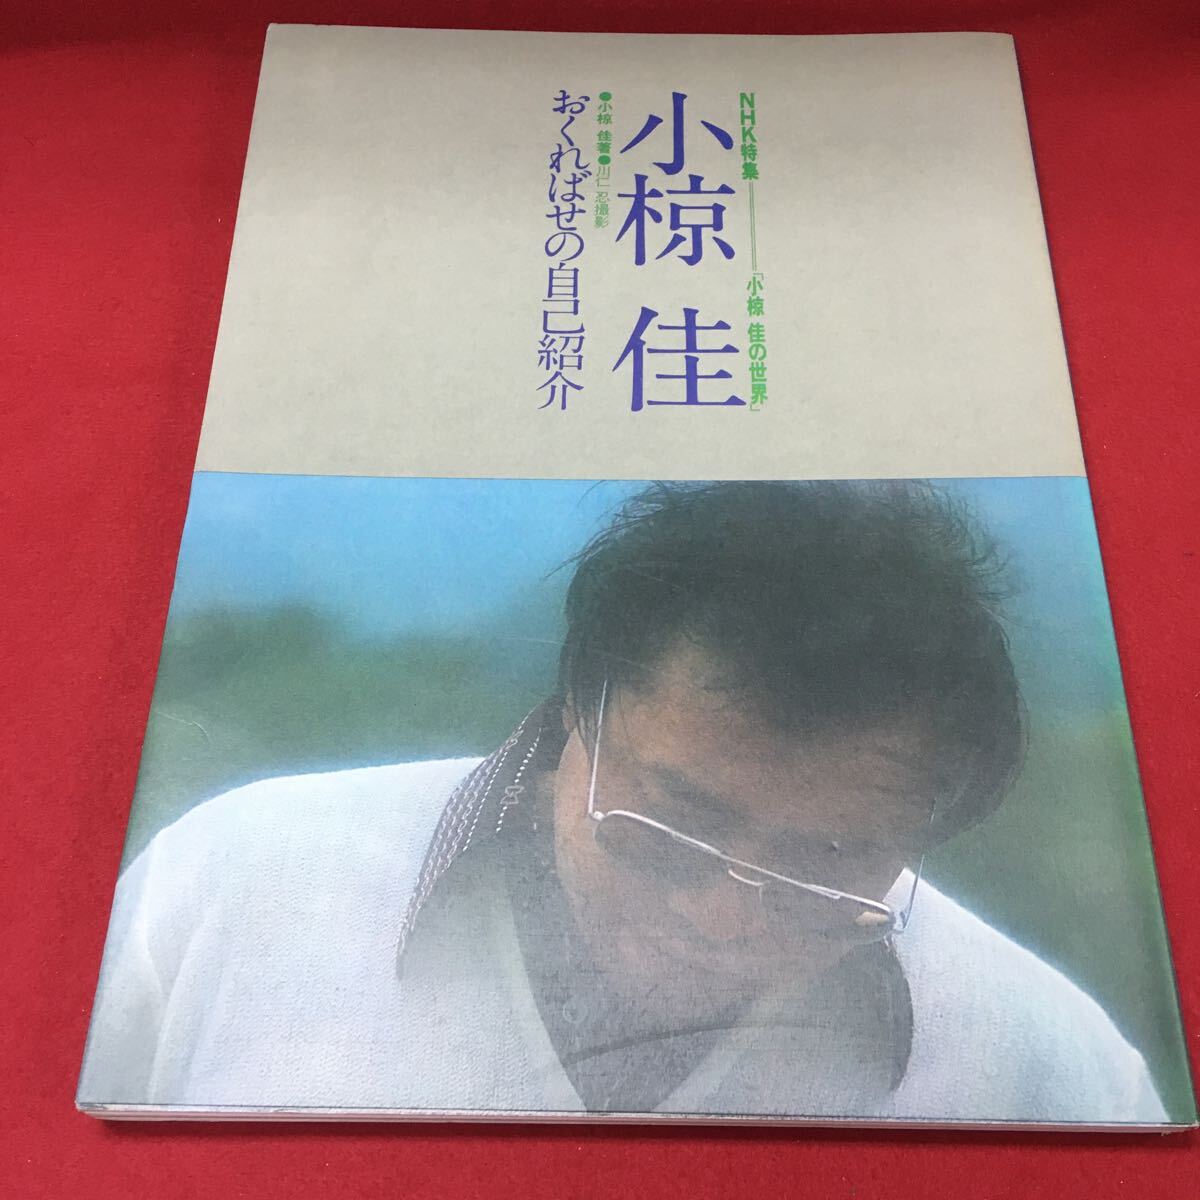 NHK特集――「小椋 佳の世界」
小椋 佳
●小椋 佳著●川仁 忍撮影
おくればせの自己紹介